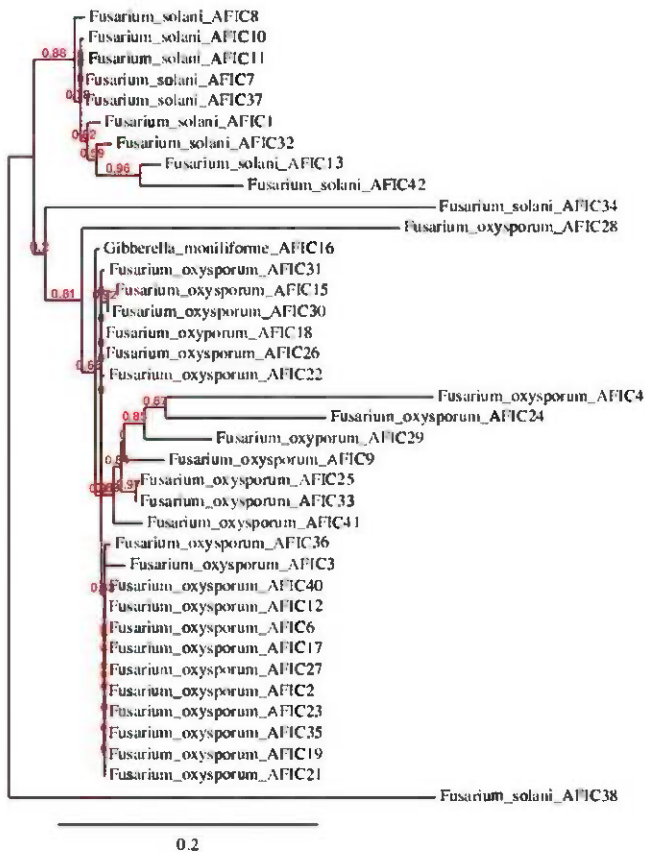 Fusarium_solani_AFIC8
Fusarium_solani_AFIC10
0.88
Fusarium_solani_AFIC11
Fusarium_solani_AFIC7
Fusarium_solani_AFIC37
Fusarium_solani_AFIC1
Fusarium_solani_AFIC32
0.96
Fusarium_solani_AFIC13
Fusarium_solani_AFIC42
Fusarium_solani_AFIC34
Fusarium_oxysporum_AFIC28
0.2
Gibberella_moniliforme_AFIC16
Fusarium_oxysporum_AFIC31
0.81
Fusarium_oxysporum_AFIC15
Fusarium_oxysporum_AFIC30
Fusarium_oxyporum_AFIC18
Fusarium_oxysporum_AFIC26
Fusarium_oxysporum_AFIC22
Fusarium_oxysporum_AFIC4
0.87
Fusarium_oxysporum_AFIC24
Fusarium_oxyporum_AFIC29
Fusarium_oxysporum_AFIC9
Fusarium_oxysporum_AFIC25
Fusarium_oxysporum_AFIC33
Fusarium_oxysporum_AFIC41
Fusarium_oxysporum_AFIC36
Fusarium_oxysporum_AFIC3
Fusarium_oxysporum_AFIC40
Fusarium_oxysporum_AFIC12
Fusarium_oxysporum_AFIC6
Fusarium_oxysporum_AFIC17
Fusarium_oxysporum_AFIC27
Fusarium_oxysporum_AFIC2
Fusarium_oxysporum_AFIC23
Fusarium_oxysporum_AFIC35
Fusarium_oxysporum_AFIC19
Fusarium_oxysporum_AFIC21
Fusarium_solani_AFIC38
0.2